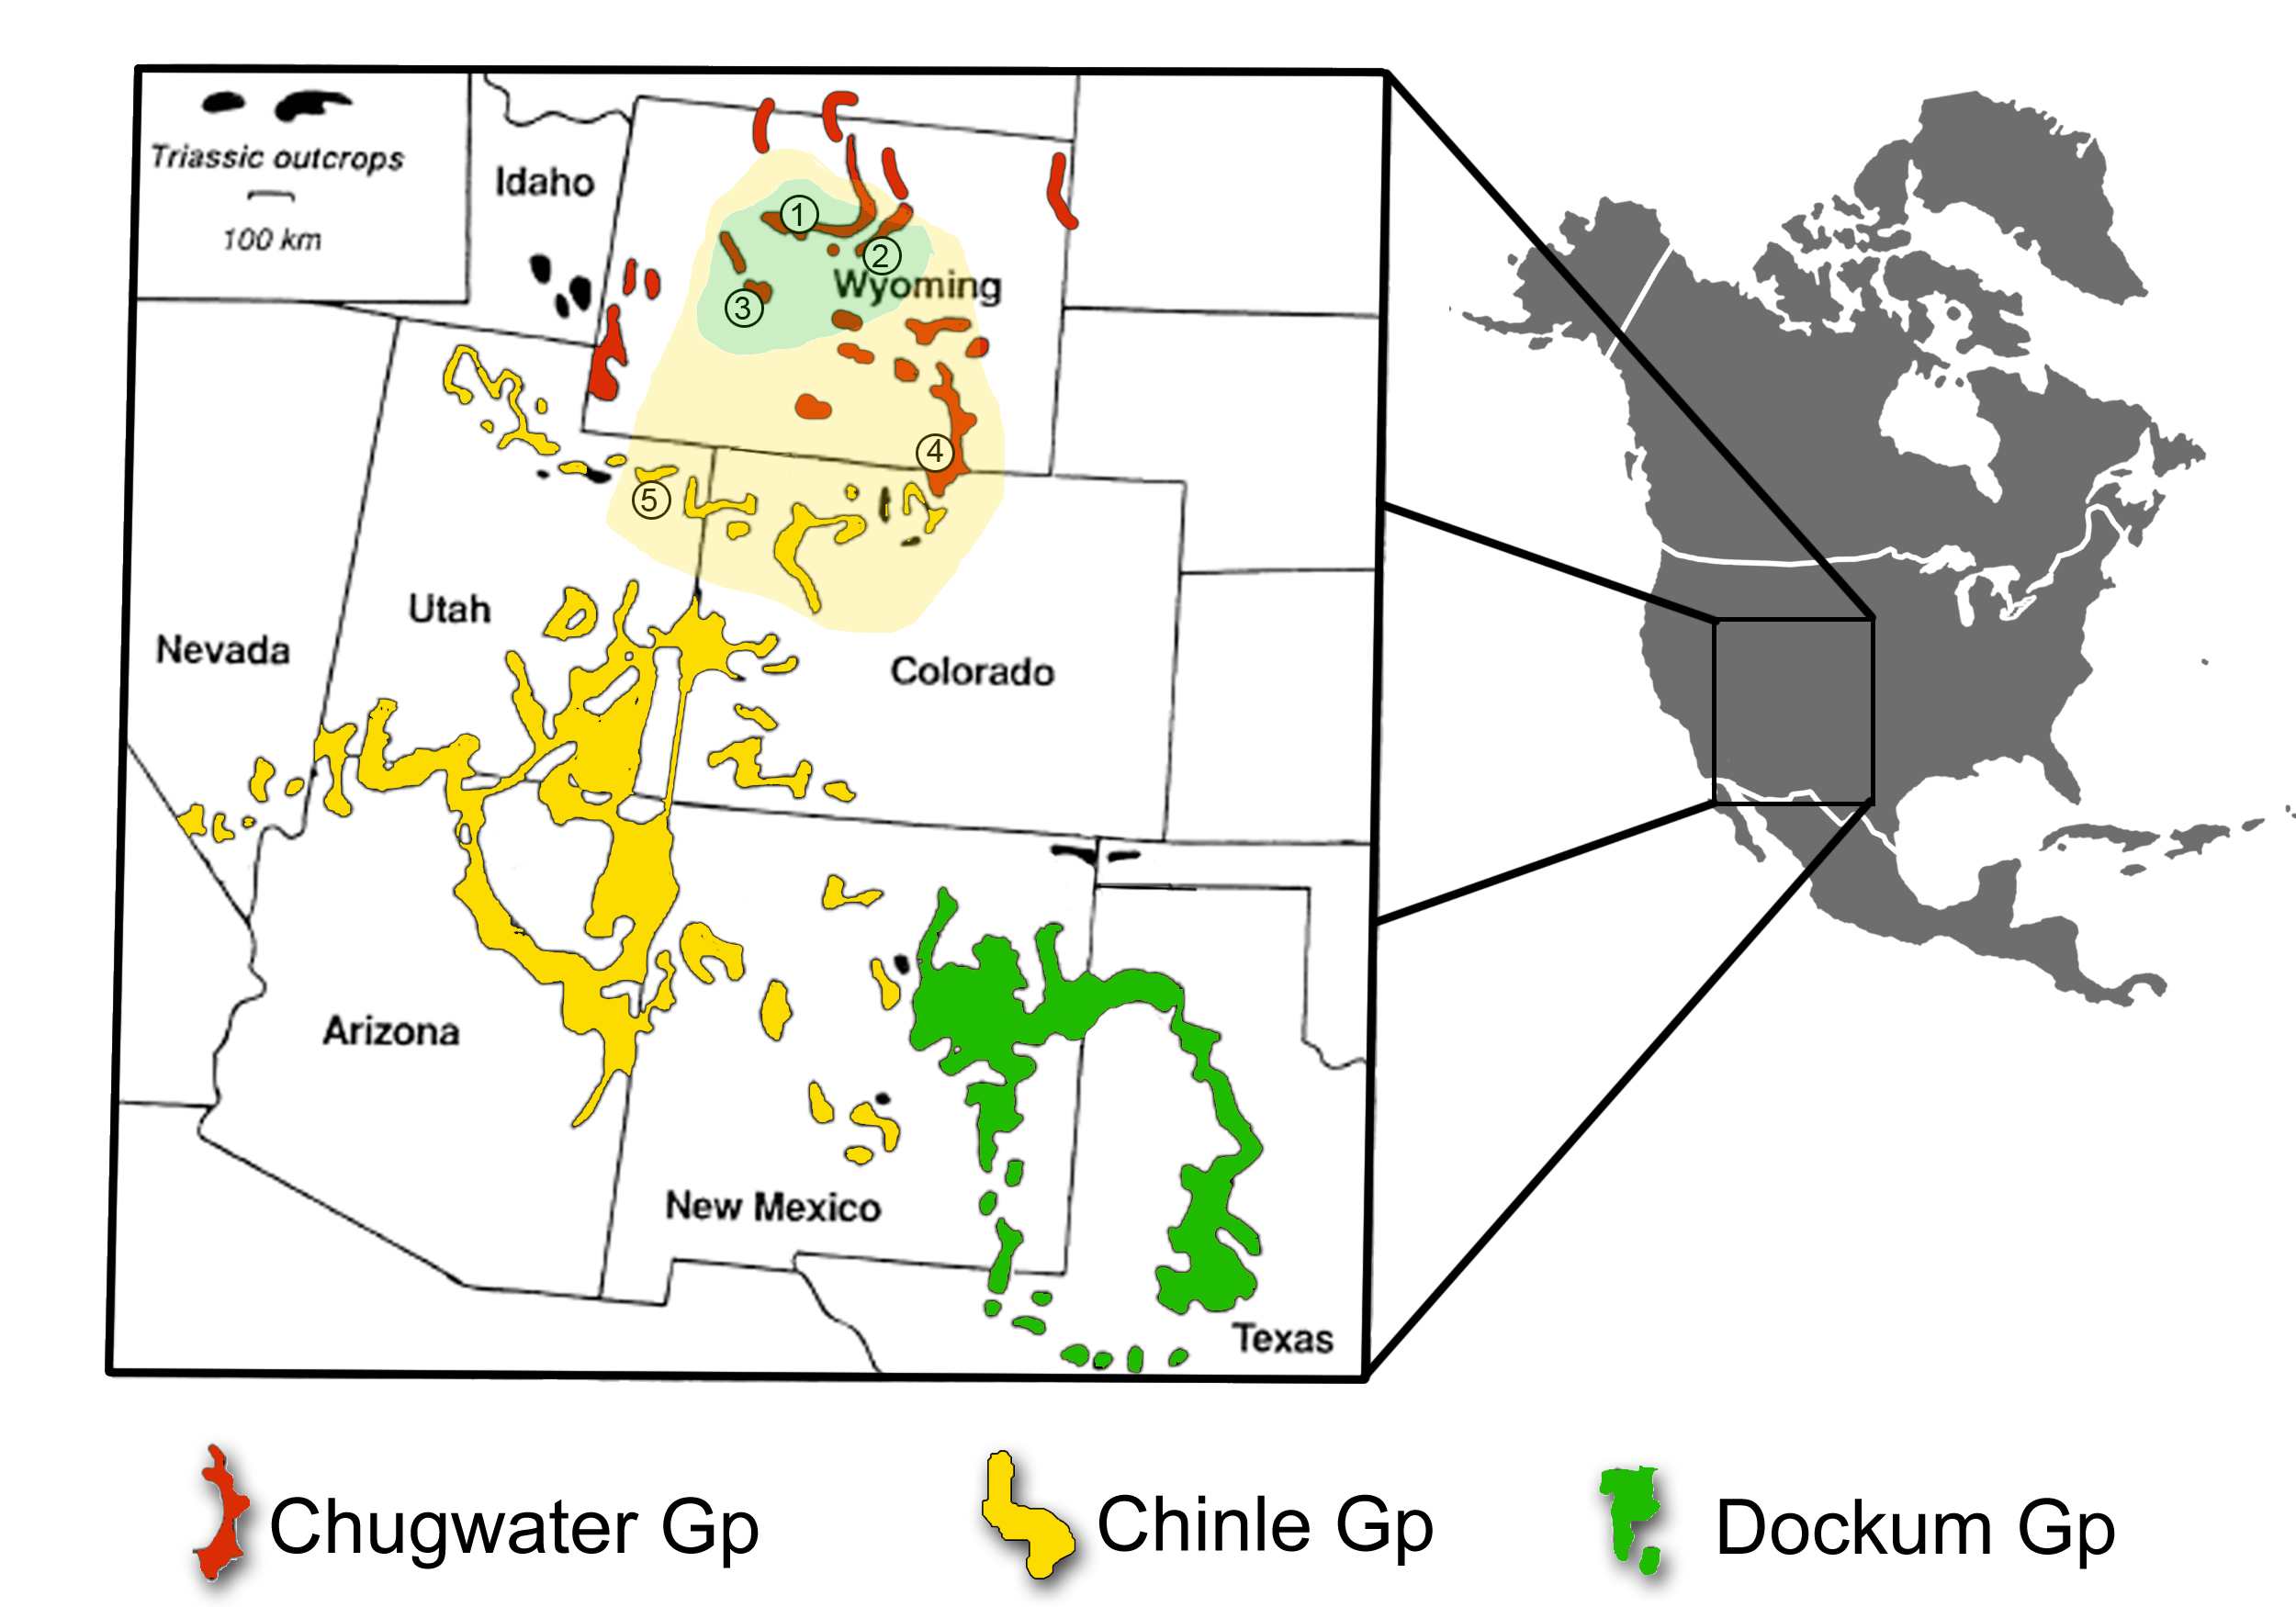 Triassic outcrops
100 km
Idaho
1
2
Wyoming
3
4
5
Utah
Nevada
Colorado
Arizona
New Mexico
Texas
Chugwater Gp
Chinle Gp
Dockum Gp